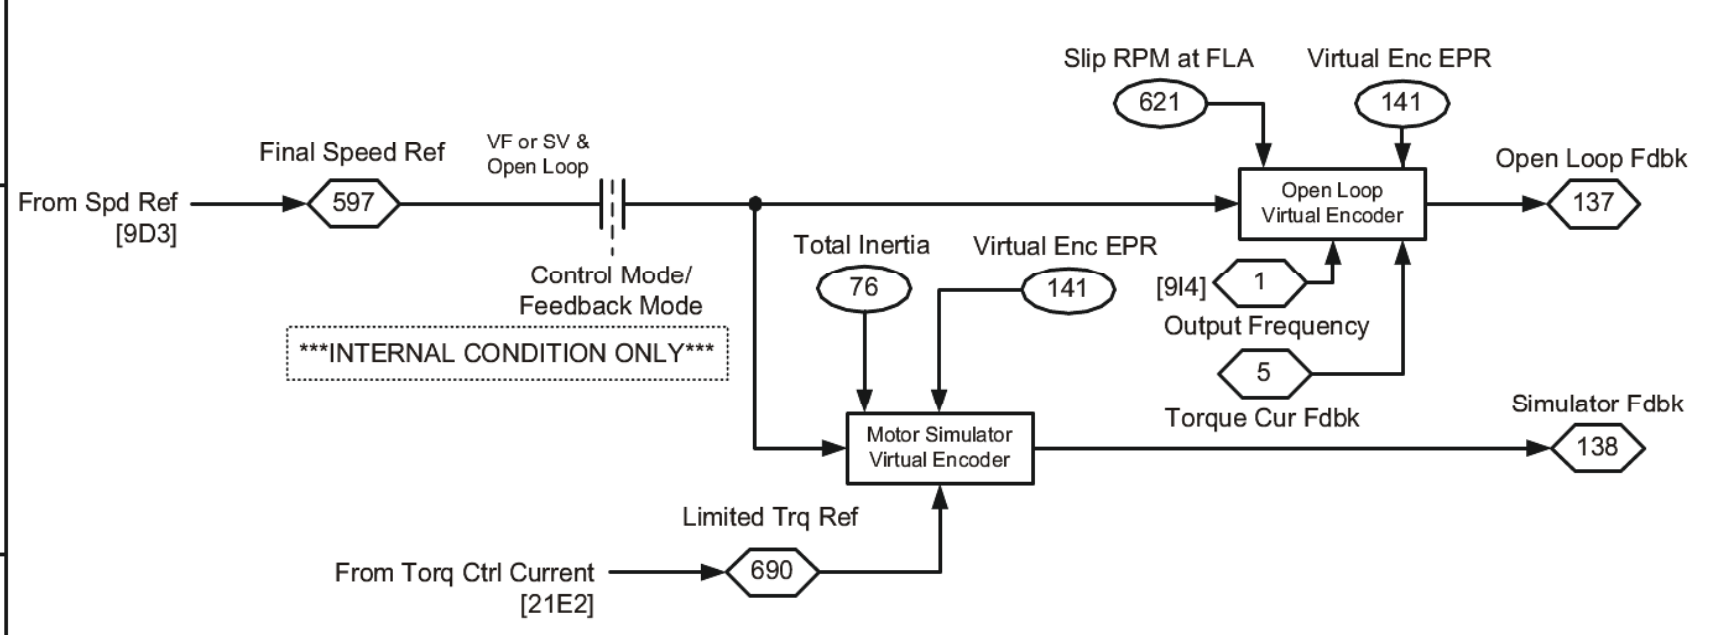 Slip RPM at FLA
Virtual Enc EPR
621
141
Final Speed Ref
VF or SV &
Open Loop
Open Loop Fdbk
From Spd Ref
[9D3]
597
Open Loop
Virtual Encoder
137
Total Inertia
Virtual Enc EPR
76
141
[9I4]
1
Output Frequency
Control Mode/
Feedback Mode
***INTERNAL CONDITION ONLY***
5
Torque Cur Fdbk
Simulator Fdbk
Motor Simulator
Virtual Encoder
138
Limited Trq Ref
From Torq Ctrl Current
[21E2]
690